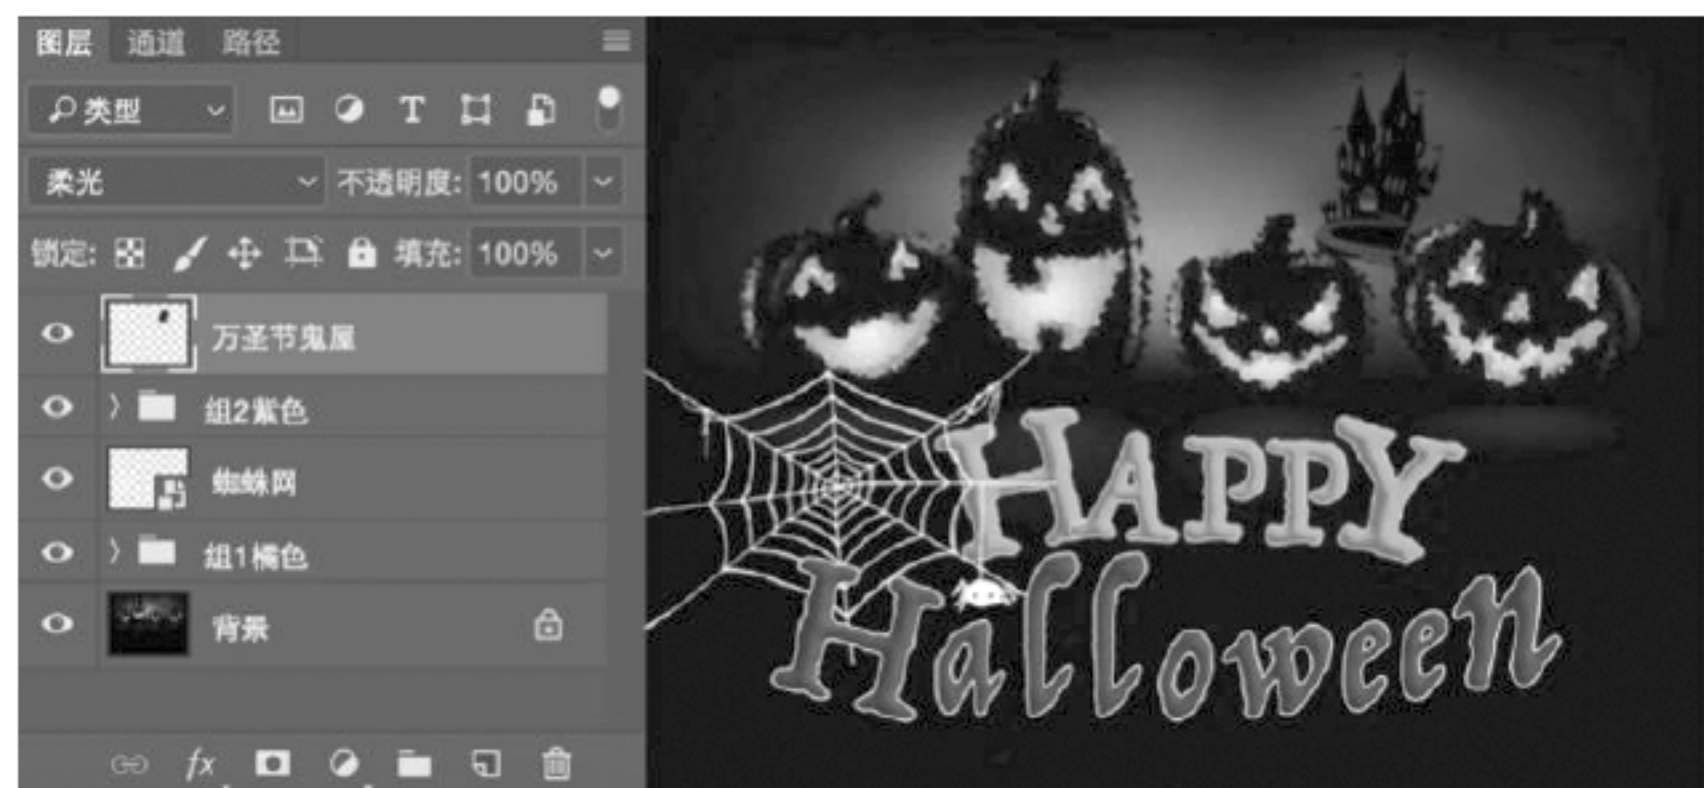 图层 通道 路径
类型
柔光 不透明度: 100%
锁定: 填充: 100%
万圣节鬼屋
组2紫色
蜘蛛网
组1橘色
背景
fx
HAPPY
Halloween